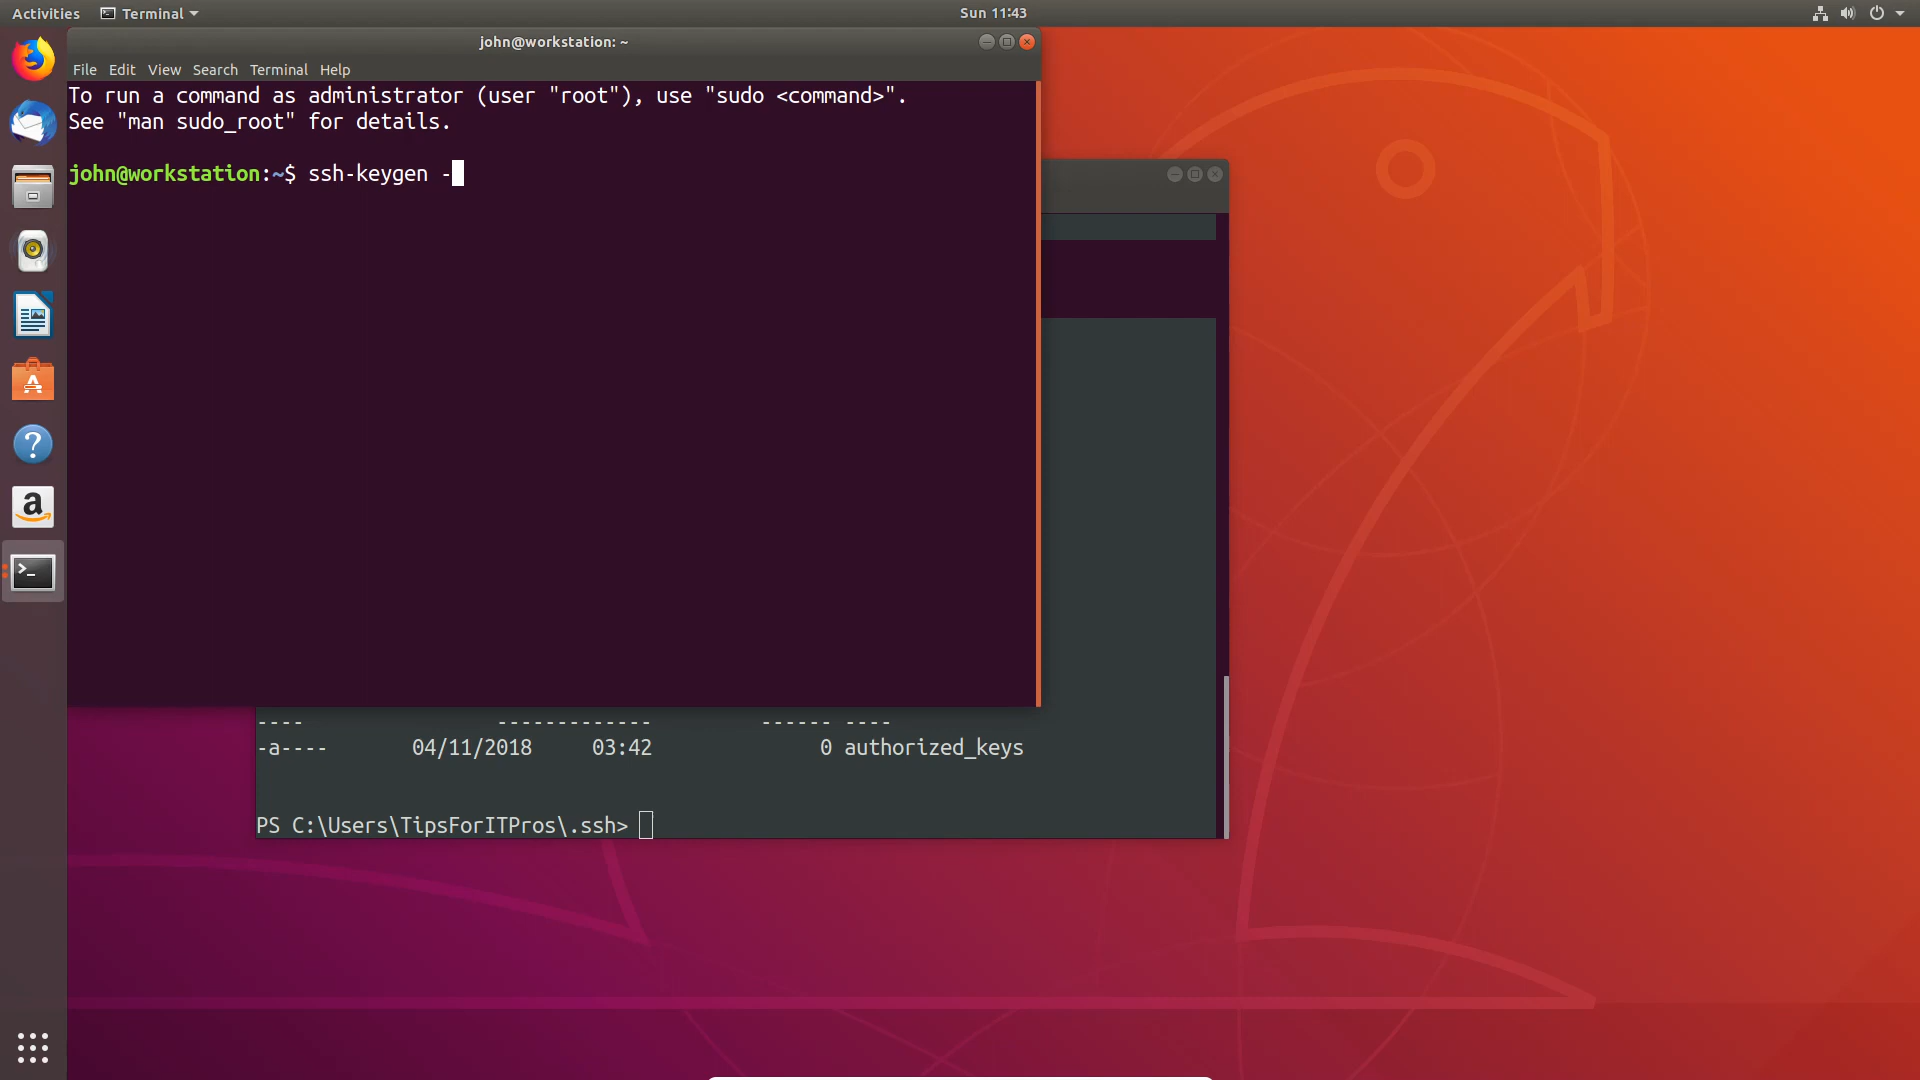 Activities Terminal Sun 11:43
john@workstation: ~
File Edit View Search Terminal Help
To run a command as administrator (user "root"), use "sudo <command>".
See "man sudo_root" for details.
john@workstation:~$ ssh-keygen -
---- ------------- ------ ----
-a---- 04/11/2018 03:42 0 authorized_keys
PS C:\Users\TipsForITPros\.ssh>